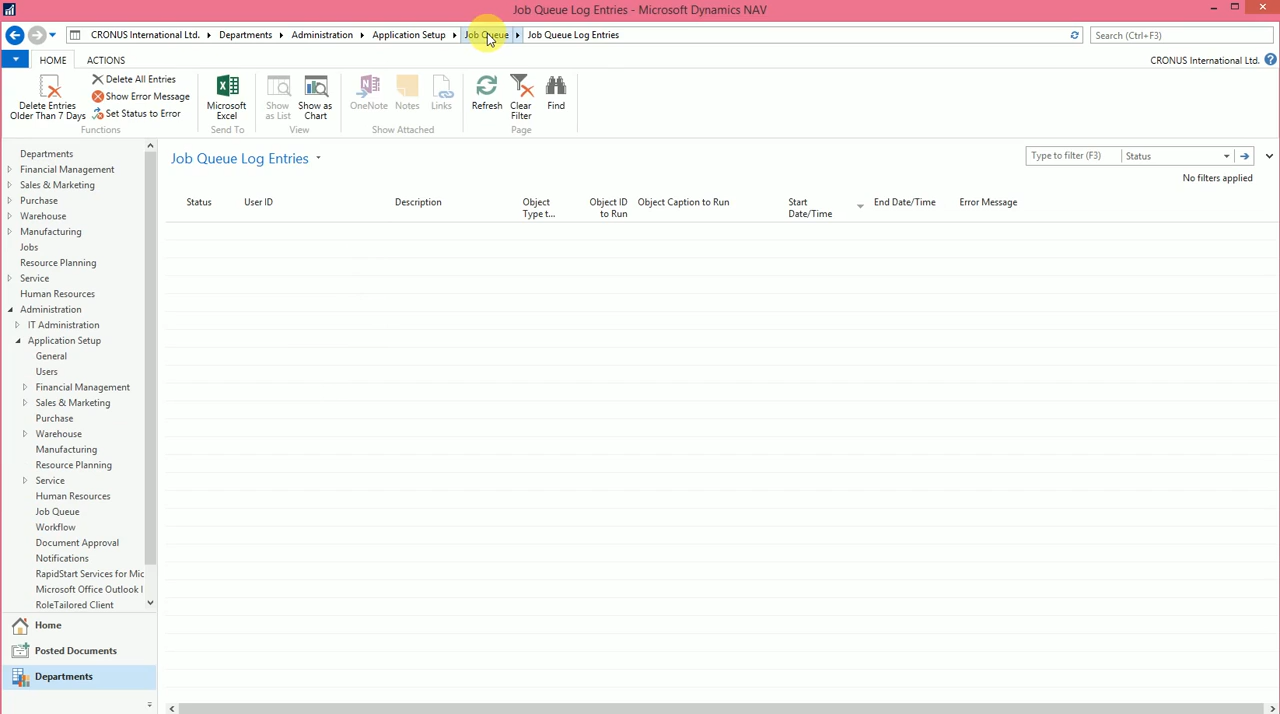 Job Queue Log Entries - Microsoft Dynamics NAV
CRONUS International Ltd. Departments Administration Application Setup Job Queue Job Queue Log Entries
Search (Ctrl+F3)
HOME ACTIONS
CRONUS International Ltd.
Delete Entries
Older Than 7 Days
Delete All Entries
Show Error Message
Set Status to Error
Functions
Microsoft
Excel
Send To
Show
as List
Show as
Chart
View
OneNote Notes Links
Show Attached
Refresh
Clear
Filter
Find
Page
Departments
Financial Management
Sales & Marketing
Purchase
Warehouse
Manufacturing
Jobs
Resource Planning
Service
Human Resources
Administration
IT Administration
Application Setup
General
Users
Financial Management
Sales & Marketing
Purchase
Warehouse
Manufacturing
Resource Planning
Service
Human Resources
Job Queue
Workflow
Document Approval
Notifications
RapidStart Services for Mic
Microsoft Office Outlook I
RoleTailored Client
Home
Posted Documents
Departments
Job Queue Log Entries
Type to filter (F3) Status
No filters applied
Status
User ID
Description
Object
Type t...
Object ID
to Run
Object Caption to Run
Start
Date/Time
End Date/Time
Error Message